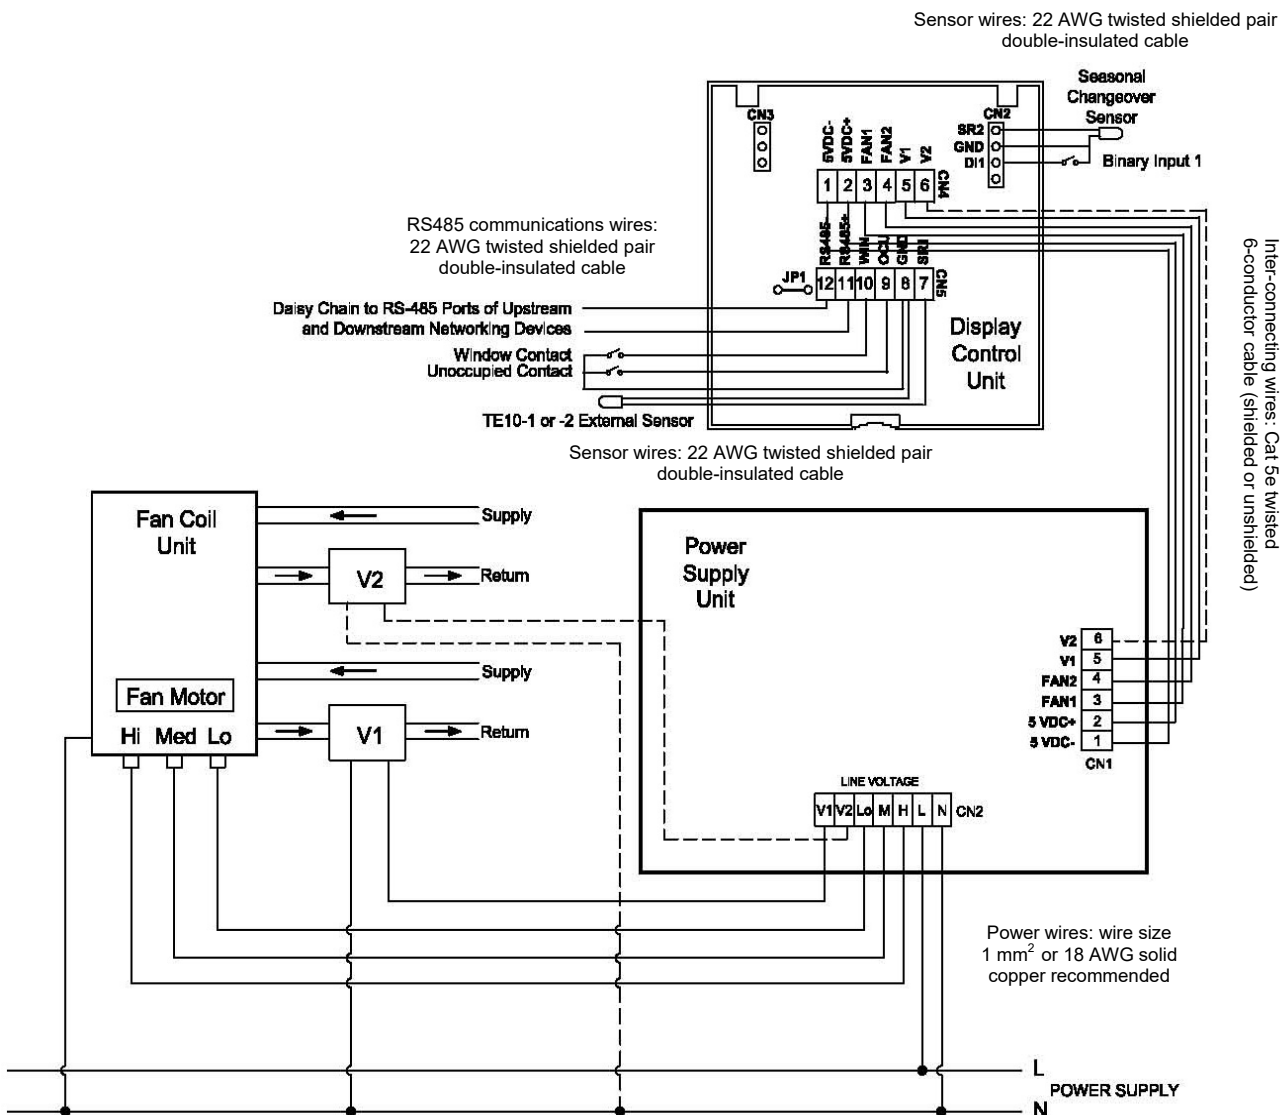 Sensor wires: 22 AWG twisted shielded pair
double-insulated cable
Seasonal
Changeover
Sensor
CN3
CN2
SR2
GND
DI1
Binary Input 1
5VDC-
5VDC+
FAN1
FAN2
V1
V2
1 2 3 4 5 6
CN4
RS485 communications wires:
22 AWG twisted shielded pair
double-insulated cable
RS485-
RS485+
WIN
OCU
GND
SRI
JP1
12 11 10 9 8 7
CN5
Daisy Chain to RS-485 Ports of Upstream
and Downstream Networking Devices
Window Contact
Unoccupied Contact
TE10-1 or -2 External Sensor
Display
Control
Unit
Inter-connecting wires: Cat 5e twisted
6-conductor cable (shielded or unshielded)
Sensor wires: 22 AWG twisted shielded pair
double-insulated cable
Fan Coil
Unit
Supply
V2
Return
Supply
Fan Motor
Hi Med Lo
V1
Return
Power
Supply
Unit
V2 6
V1 5
FAN2 4
FAN1 3
5 VDC+ 2
5 VDC- 1
CN1
LINE VOLTAGE
V1 V2 Lo M H L N CN2
Power wires: wire size
1 mm² or 18 AWG solid
copper recommended
L
POWER SUPPLY
N